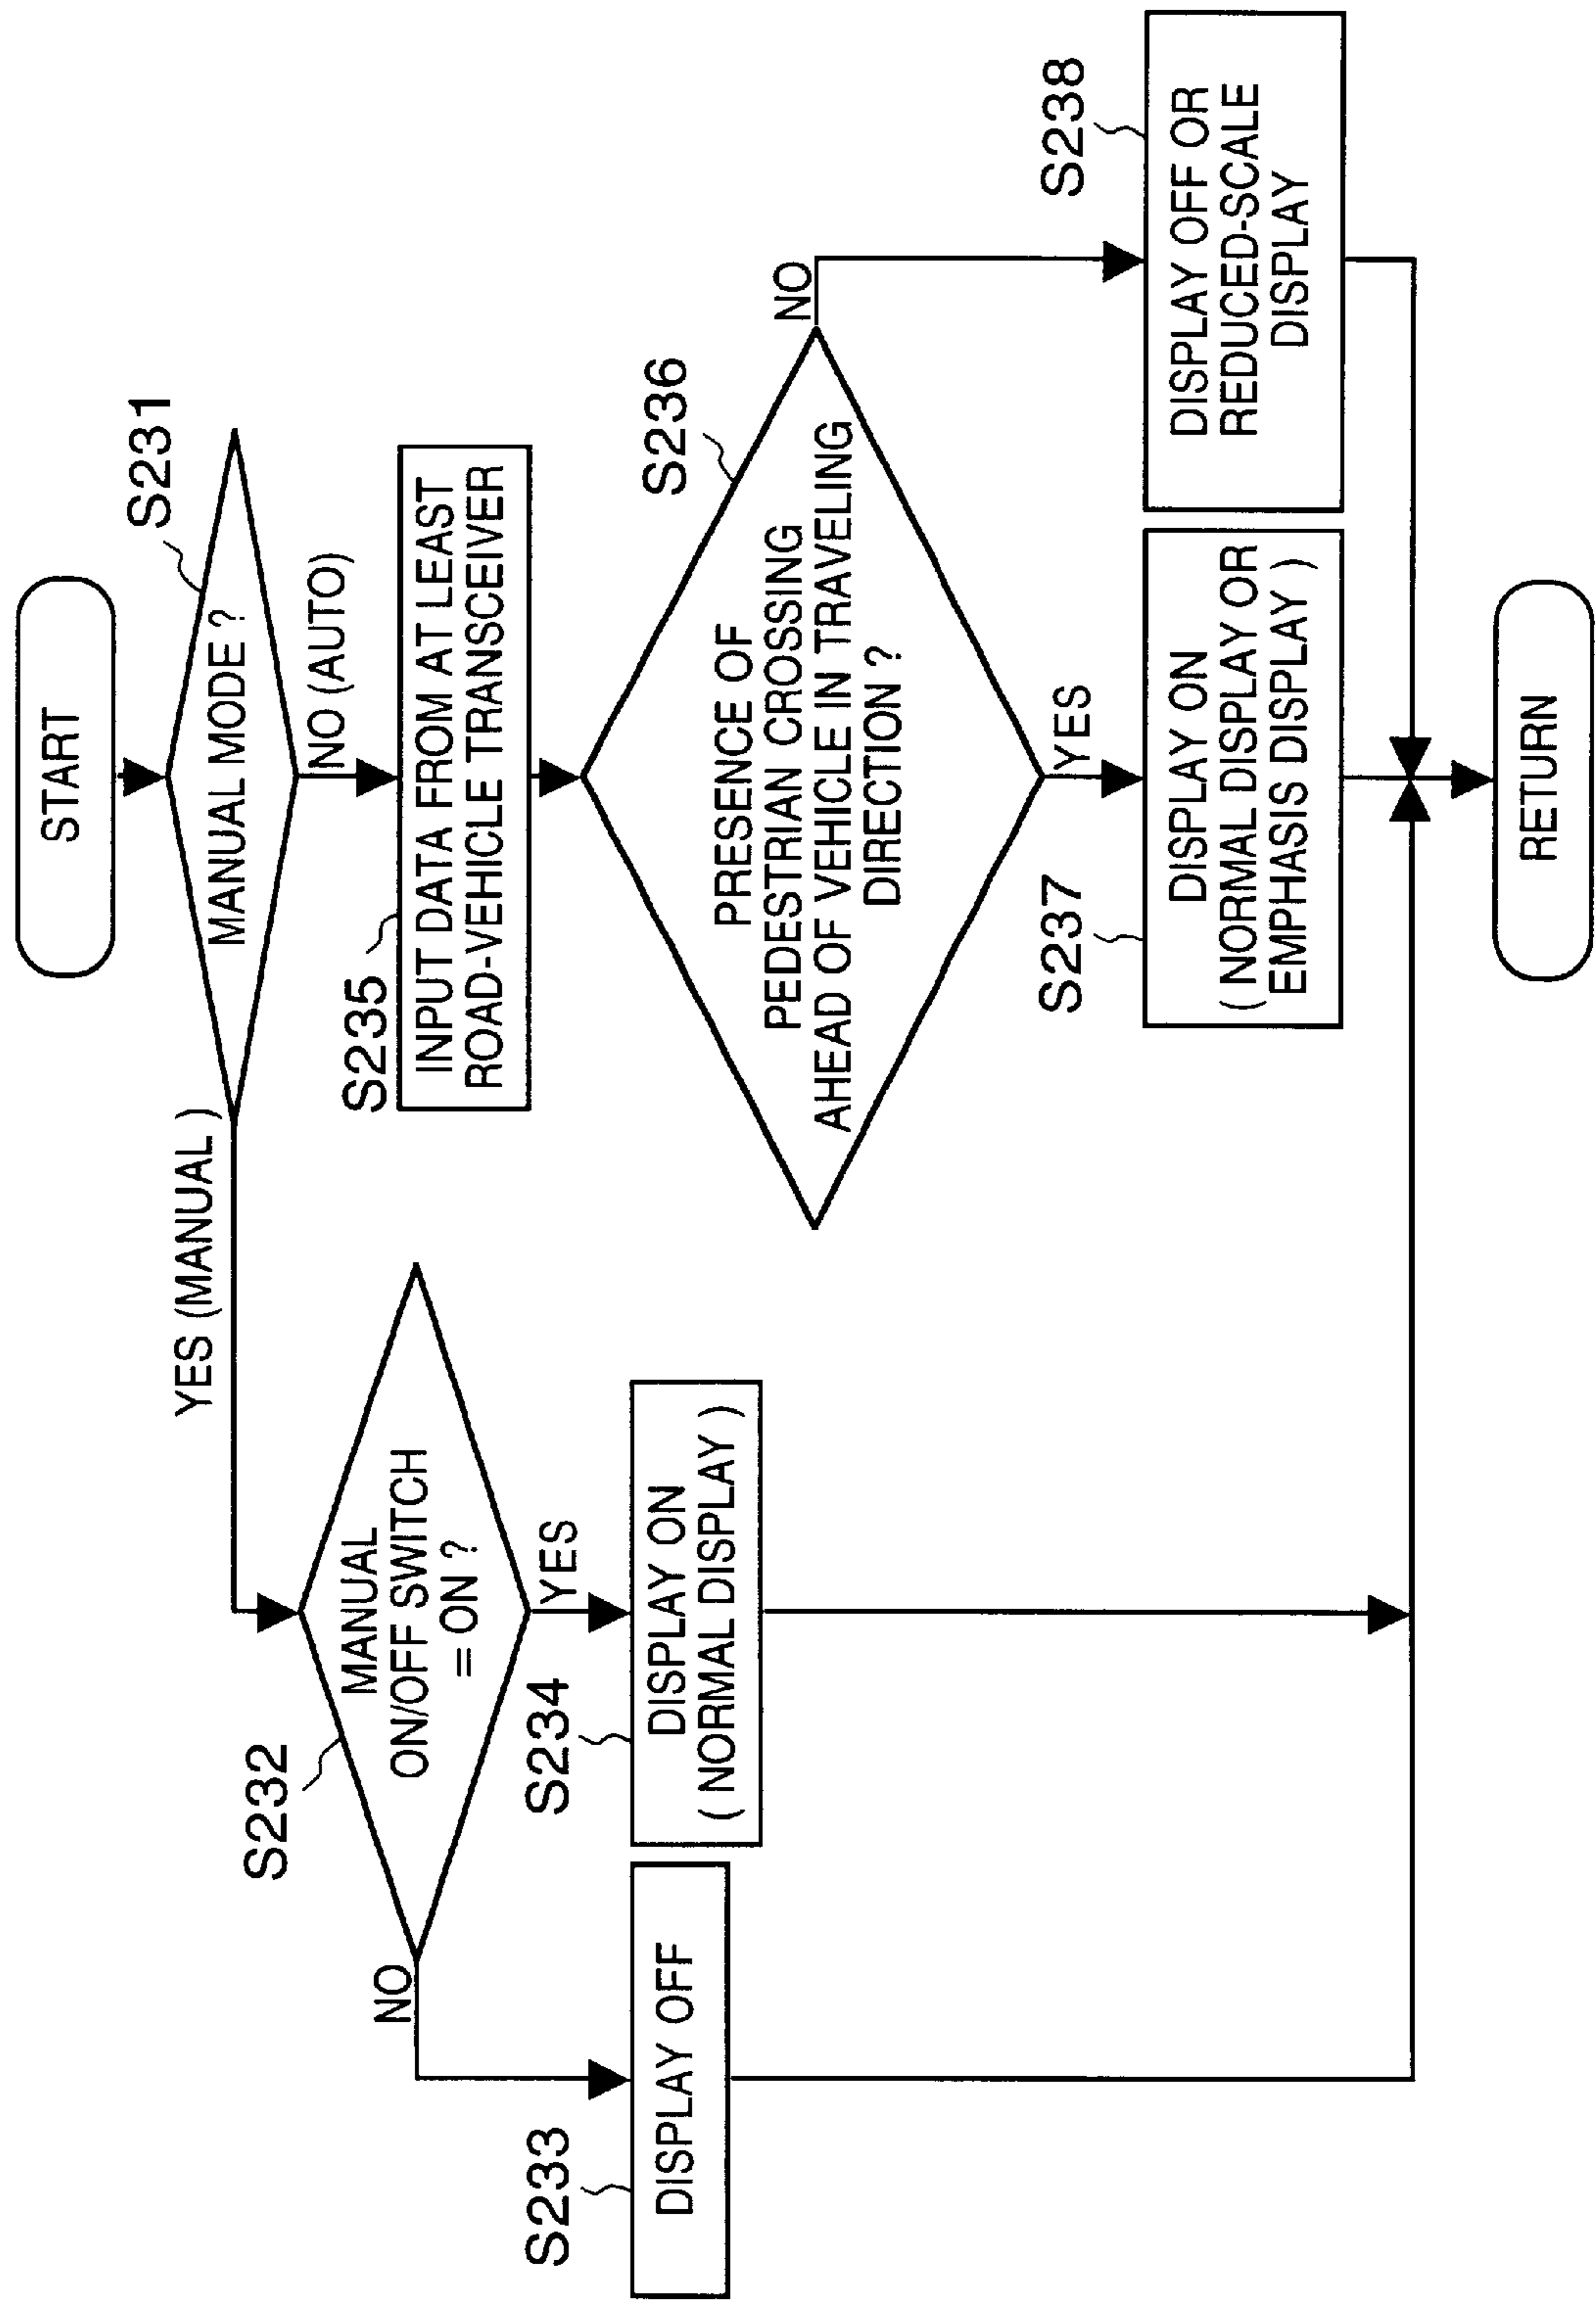 START
S231
MANUAL MODE ?
YES (MANUAL )
NO (AUTO)
S232
MANUAL
ON/OFF SWITCH
= ON ?
NO
YES
S233
DISPLAY OFF
S234
DISPLAY ON
( NORMAL DISPLAY )
S235
INPUT DATA FROM AT LEAST
ROAD-VEHICLE TRANSCEIVER
S236
PRESENCE OF
PEDESTRIAN CROSSING
AHEAD OF VEHICLE IN TRAVELING
DIRECTION ?
NO
YES
S237
DISPLAY ON
( NORMAL DISPLAY OR
EMPHASIS DISPLAY )
S238
DISPLAY OFF OR
REDUCED-SCALE
DISPLAY
RETURN